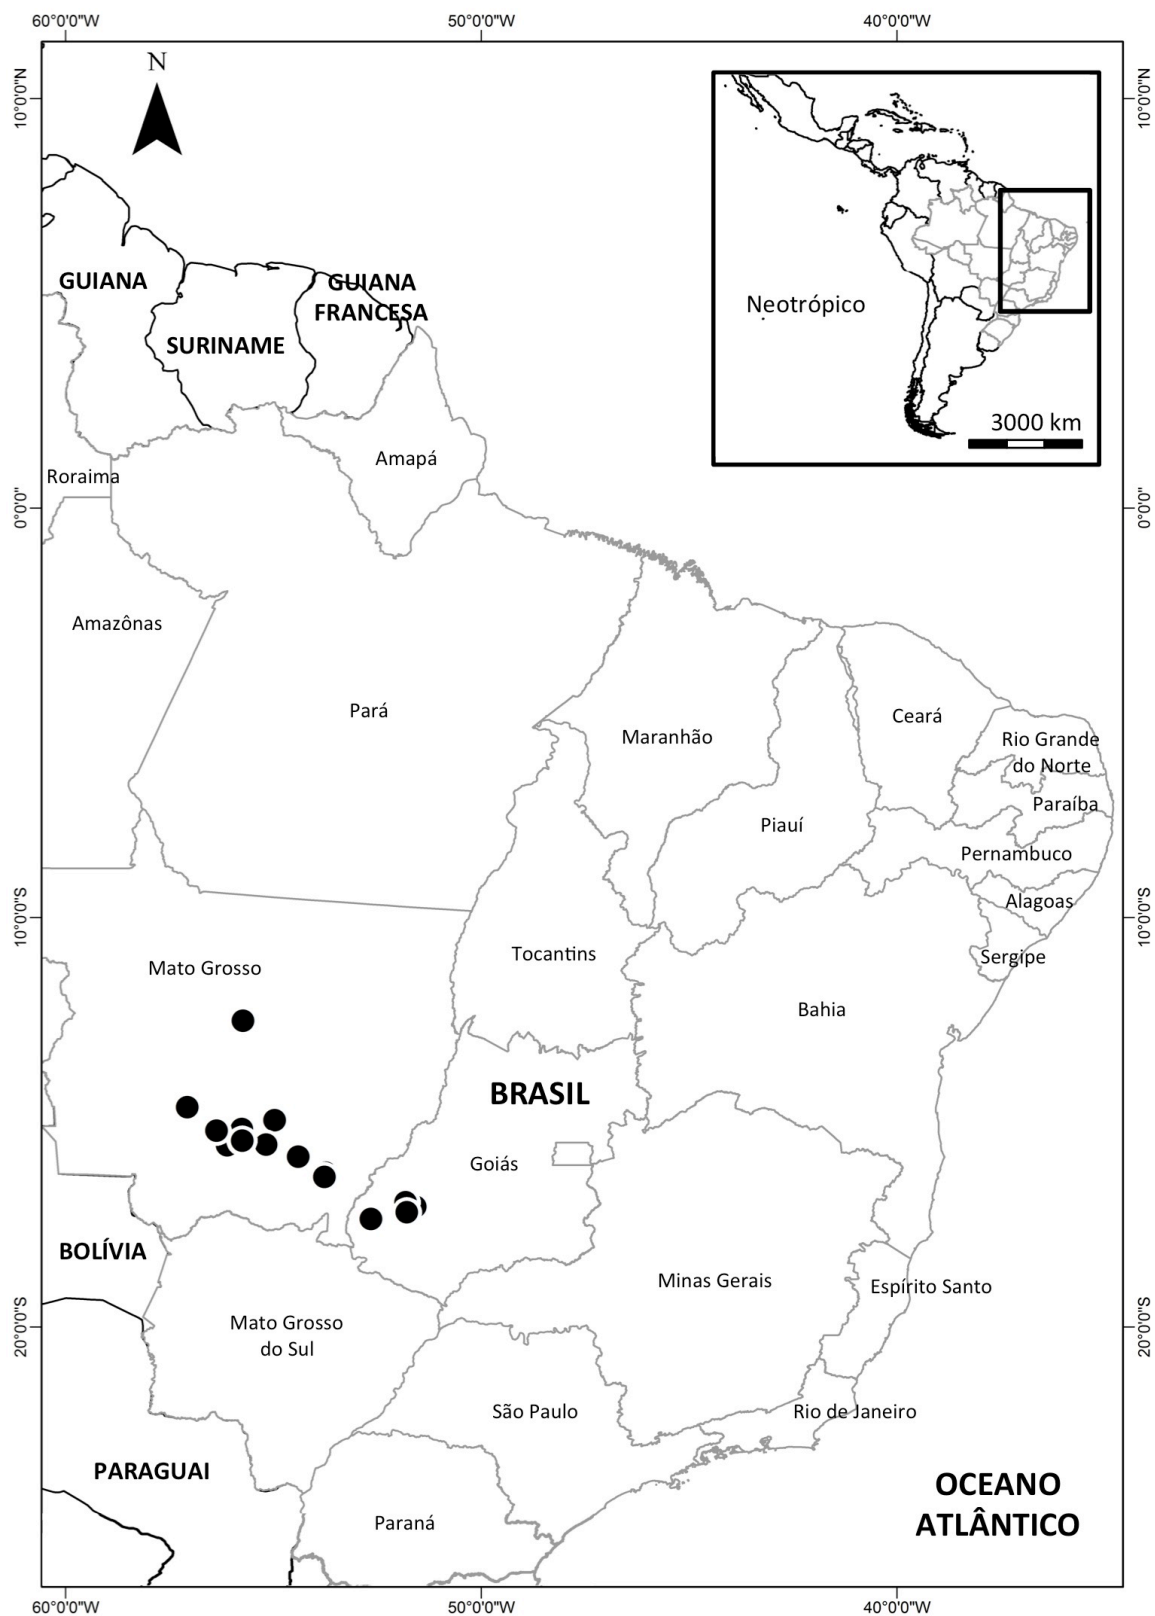 60°0'0"W
50°0'0"W
40°0'0"W
10°0'0"N
10°0'0"N
N
Neotrópico
3000 km
GUIANA
GUIANA
FRANCESA
SURINAME
Amapá
Roraima
0°0'0"
0°0'0"
Amazônas
Pará
Maranhão
Ceará
Rio Grande
do Norte
Paraíba
Piauí
Pernambuco
Alagoas
10°0'0"S
10°0'0"S
Tocantins
Sergipe
Mato Grosso
Bahia
BRASIL
Goiás
BOLÍVIA
Minas Gerais
Espírito Santo
20°0'0"S
20°0'0"S
Mato Grosso
do Sul
São Paulo
Rio de Janeiro
PARAGUAI
OCEANO
ATLÂNTICO
Paraná
60°0'0"W
50°0'0"W
40°0'0"W